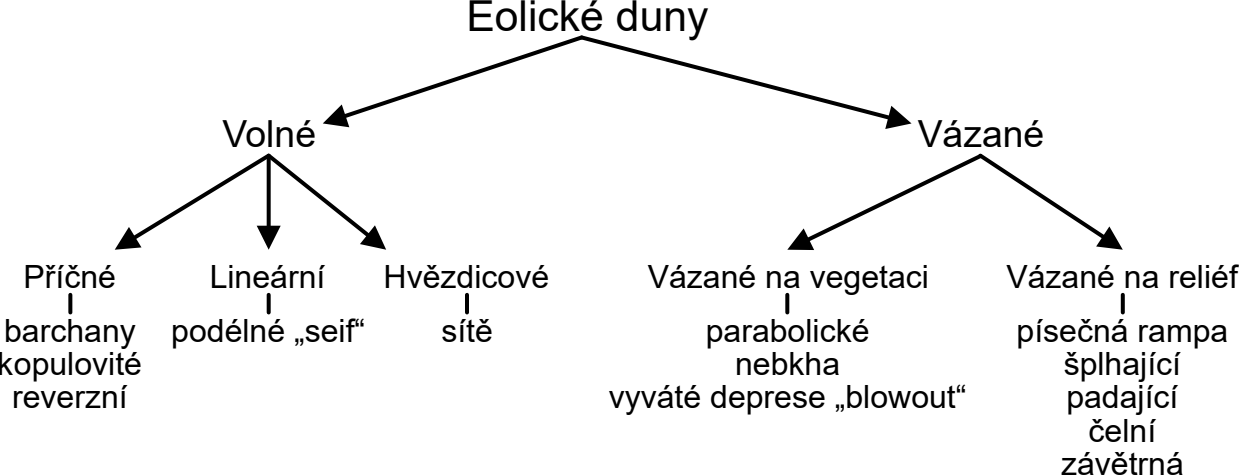 Eolické duny
Volné
Vázané
Příčné
Lineární
Hvězdicové
Vázané na vegetaci
Vázané na reliéf
barchany
kopulovité
reverzní
podélné „seif“
sítě
parabolické
nebkha
vyváté deprese „blowout“
písečná rampa
šplhající
padající
čelní
závětrná